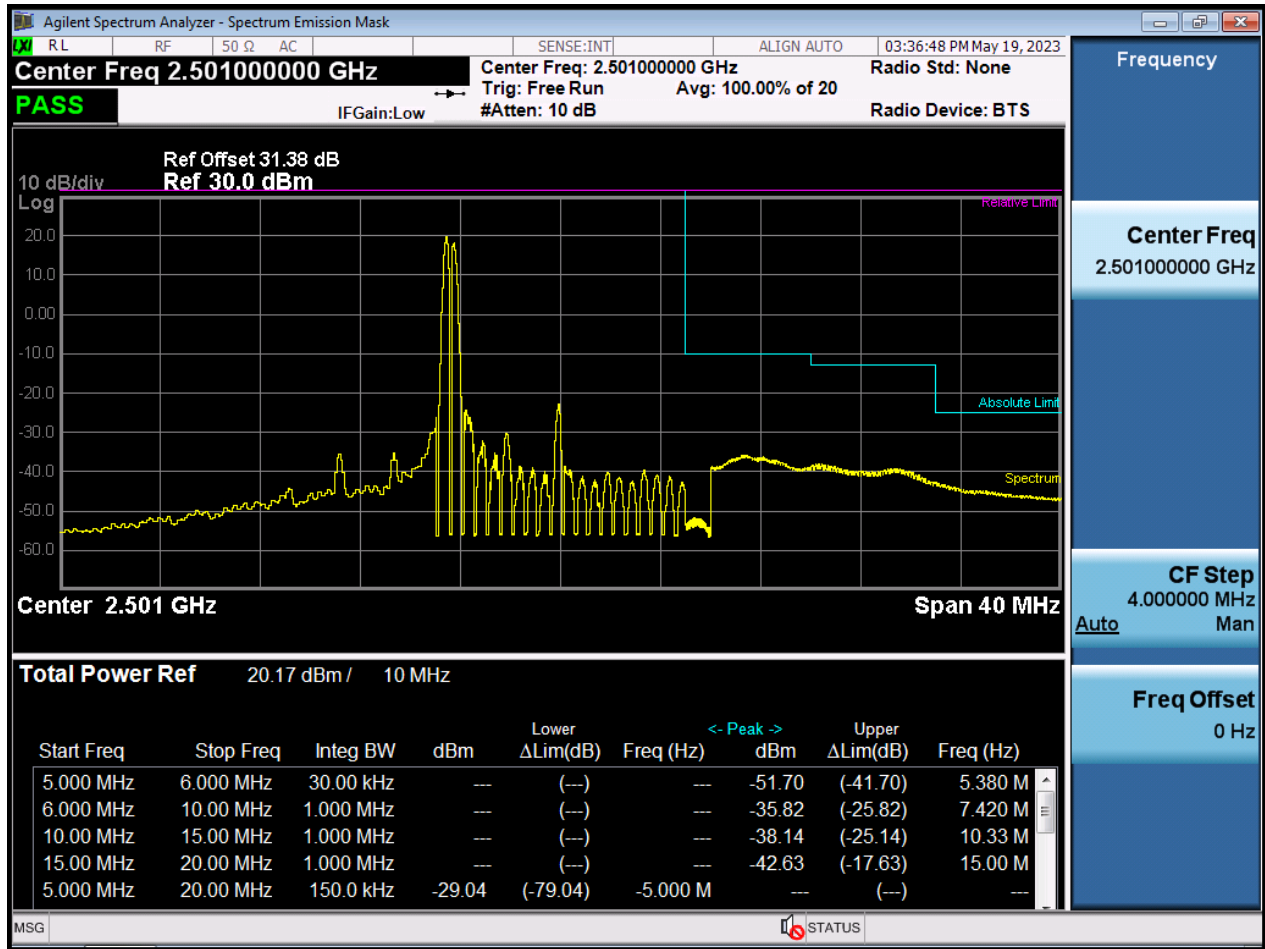 Agilent Spectrum Analyzer - Spectrum Emission Mask
LXI RL RF 50 Ω AC SENSE:INT ALIGN AUTO 03:36:48 PM May 19, 2023
Center Freq 2.501000000 GHz
PASS
IFGain:Low
Center Freq: 2.501000000 GHz
Trig: Free Run Avg: 100.00% of 20
#Atten: 10 dB
Radio Std: None
Radio Device: BTS
Ref Offset 31.38 dB
10 dB/div Ref 30.0 dBm
Log
Relative Limit
20.0
10.0
0.00
-10.0
-20.0
Absolute Limit
-30.0
-40.0
Spectrum
-50.0
-60.0
Center 2.501 GHz Span 40 MHz
Total Power Ref 20.17 dBm / 10 MHz
Lower <- Peak -> Upper
Start Freq Stop Freq Integ BW dBm ΔLim(dB) Freq (Hz) dBm ΔLim(dB) Freq (Hz)
5.000 MHz 6.000 MHz 30.00 kHz --- (---) --- -51.70 (-41.70) 5.380 M
6.000 MHz 10.00 MHz 1.000 MHz --- (---) --- -35.82 (-25.82) 7.420 M
10.00 MHz 15.00 MHz 1.000 MHz --- (---) --- -38.14 (-25.14) 10.33 M
15.00 MHz 20.00 MHz 1.000 MHz --- (---) --- -42.63 (-17.63) 15.00 M
5.000 MHz 20.00 MHz 150.0 kHz -29.04 (-79.04) -5.000 M --- (---) ---
MSG STATUS
Frequency
Center Freq
2.501000000 GHz
CF Step
4.000000 MHz
Auto Man
Freq Offset
0 Hz